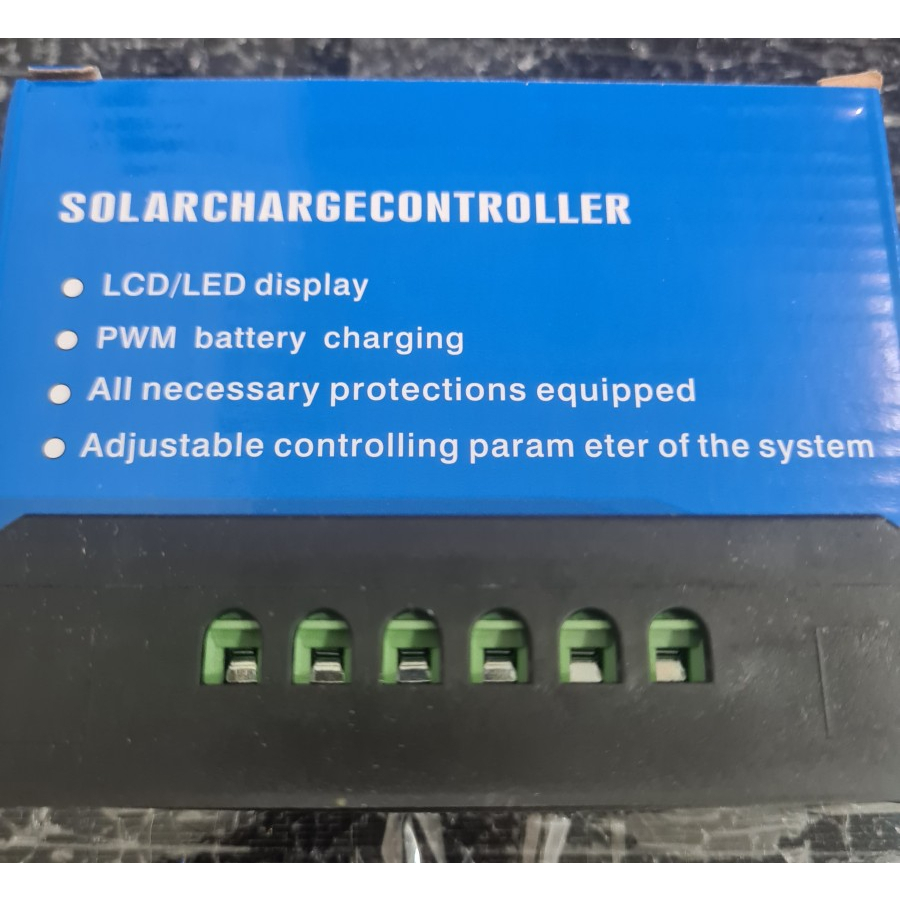 SOLARCHARGECONTROLLER
LCD/LED display
PWM battery charging
All necessary protections equipped
Adjustable controlling param eter of the system